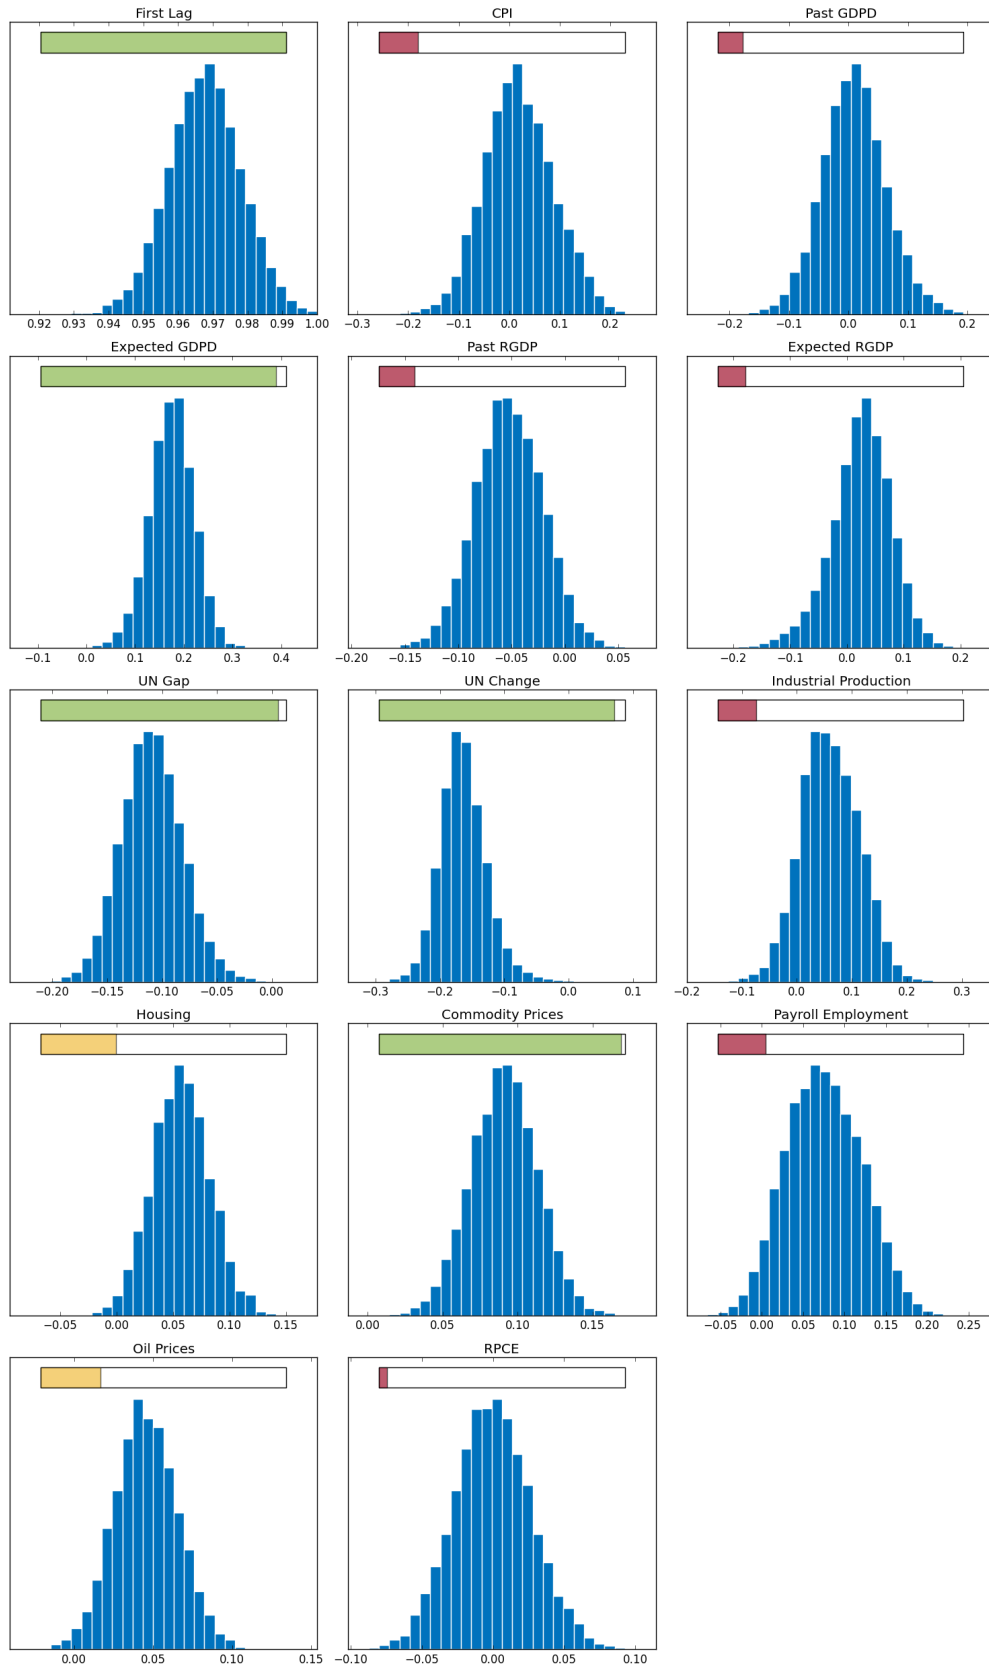 First Lag CPI Past GDPD
0.92 0.93 0.94 0.95 0.96 0.97 0.98 0.99 1.00 −0.3 −0.2 −0.1 0.0 0.1 0.2 −0.2 −0.1 0.0 0.1 0.2
Expected GDPD Past RGDP Expected RGDP
−0.1 0.0 0.1 0.2 0.3 0.4 −0.20 −0.15 −0.10 −0.05 0.00 0.05 −0.2 −0.1 0.0 0.1 0.2
UN Gap UN Change Industrial Production
−0.20 −0.15 −0.10 −0.05 0.00 −0.3 −0.2 −0.1 0.0 0.1 −0.2 −0.1 0.0 0.1 0.2 0.3
Housing Commodity Prices Payroll Employment
−0.05 0.00 0.05 0.10 0.15 0.00 0.05 0.10 0.15 −0.05 0.00 0.05 0.10 0.15 0.20 0.25
Oil Prices RPCE
0.00 0.05 0.10 0.15 −0.10 −0.05 0.00 0.05 0.10